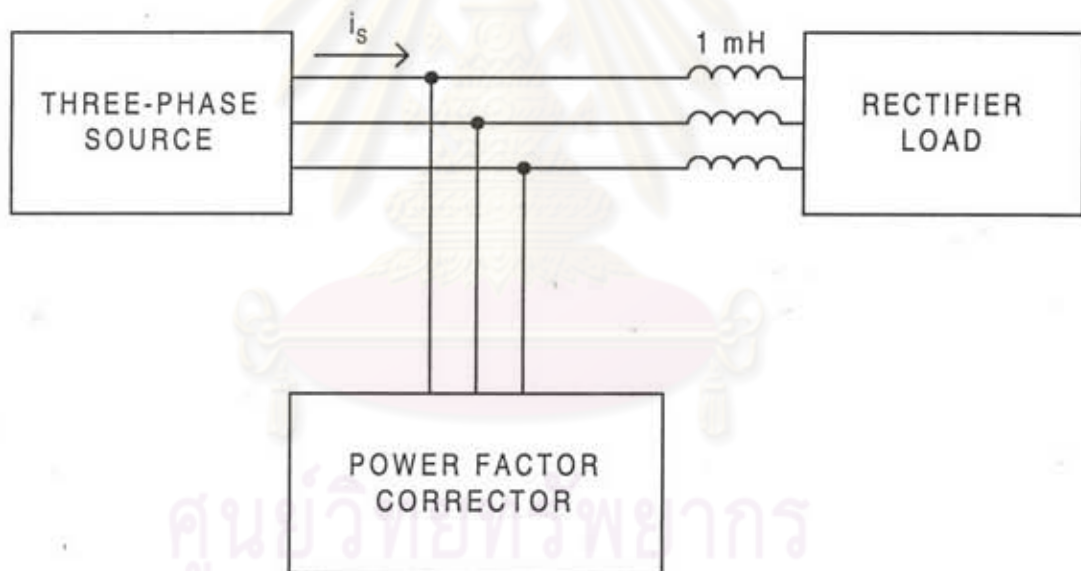 i_s
1 mH
THREE-PHASE
SOURCE
RECTIFIER
LOAD
POWER FACTOR
CORRECTOR
ศูนย์วิทยทรัพยากร